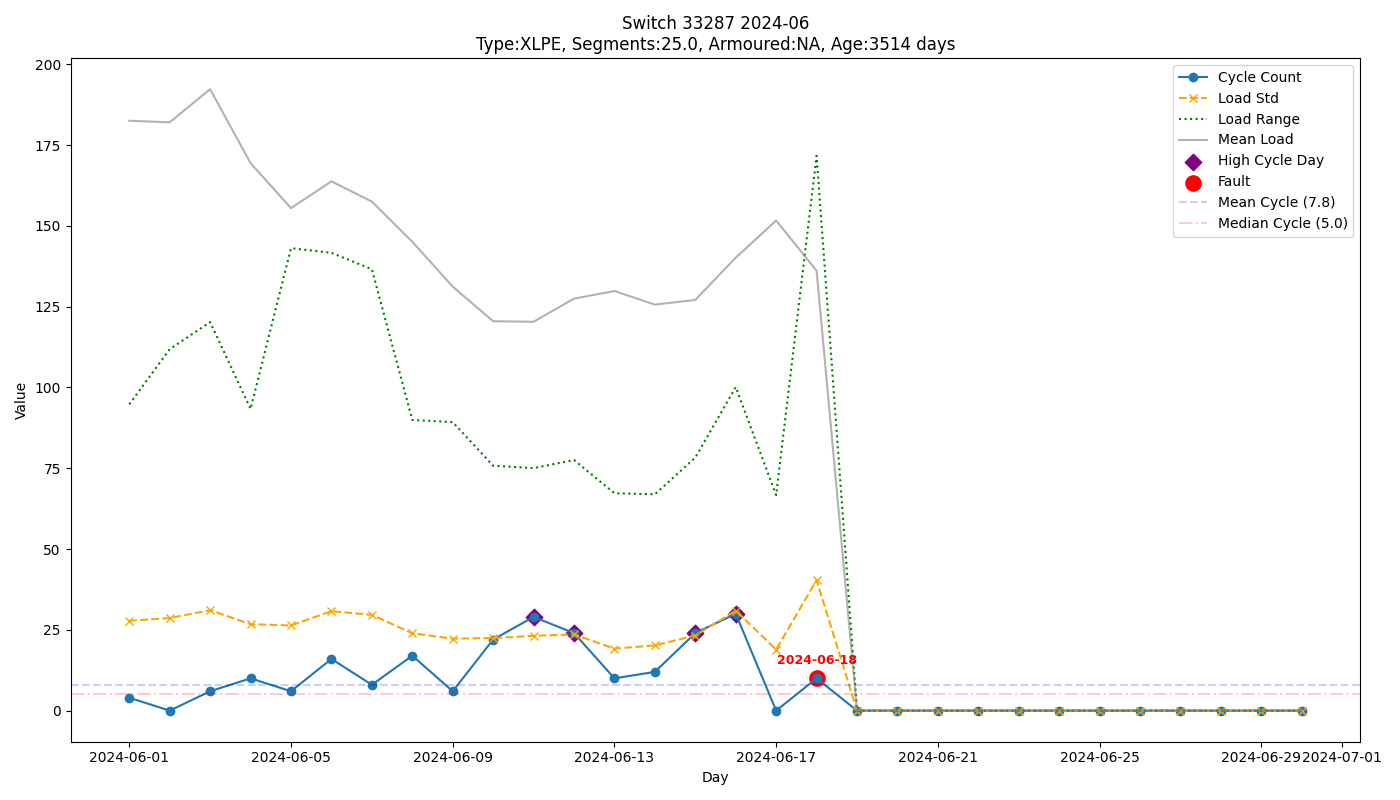 Switch 33287 2024-06
Type:XLPE, Segments:25.0, Armoured:NA, Age:3514 days
Cycle Count
Load Std
Load Range
Mean Load
High Cycle Day
Fault
Mean Cycle (7.8)
Median Cycle (5.0)
200
175
150
125
100
75
50
25
0
Value
2024-06-18
2024-06-01
2024-06-05
2024-06-09
2024-06-13
2024-06-17
2024-06-21
2024-06-25
2024-06-29
2024-07-01
Day